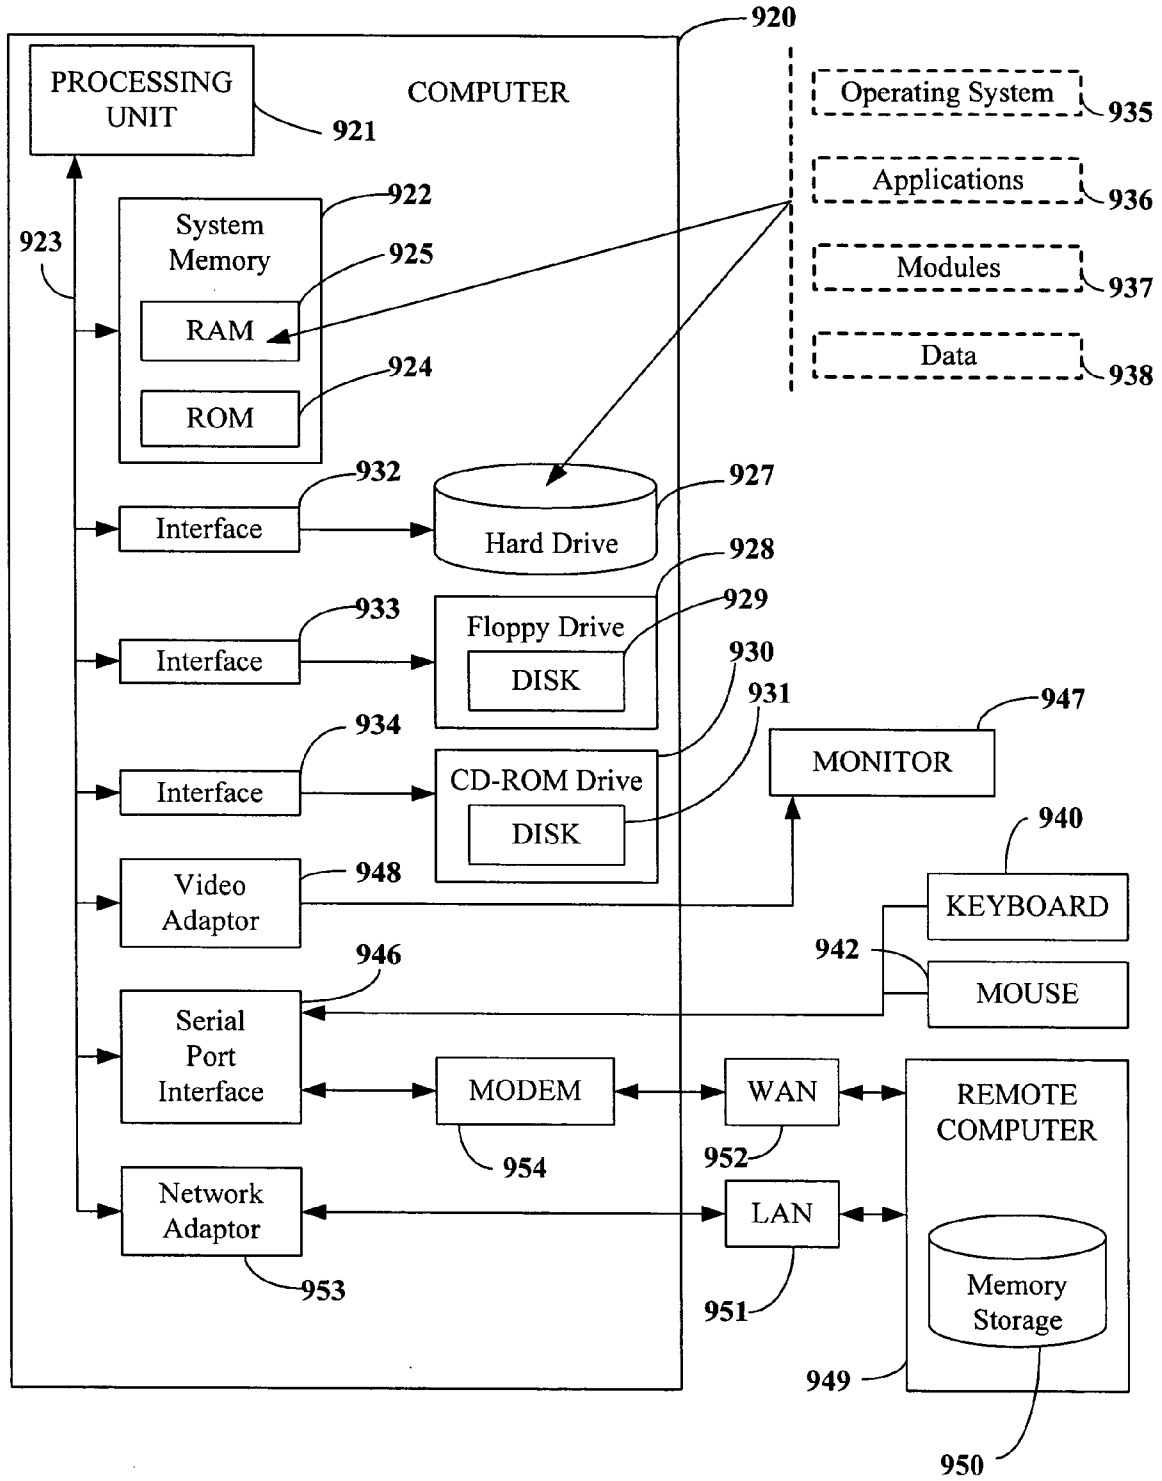 920
PROCESSING
UNIT
COMPUTER
921
Operating System
935
Applications
936
Modules
937
Data
938
922
System
Memory
923
925
RAM
924
ROM
932
Interface
927
Hard Drive
928
929
933
Interface
Floppy Drive
DISK
930
931
934
Interface
CD-ROM Drive
DISK
947
MONITOR
948
Video
Adaptor
940
KEYBOARD
942
MOUSE
946
Serial
Port
Interface
MODEM
954
WAN
952
REMOTE
COMPUTER
Network
Adaptor
953
LAN
951
Memory
Storage
949
950